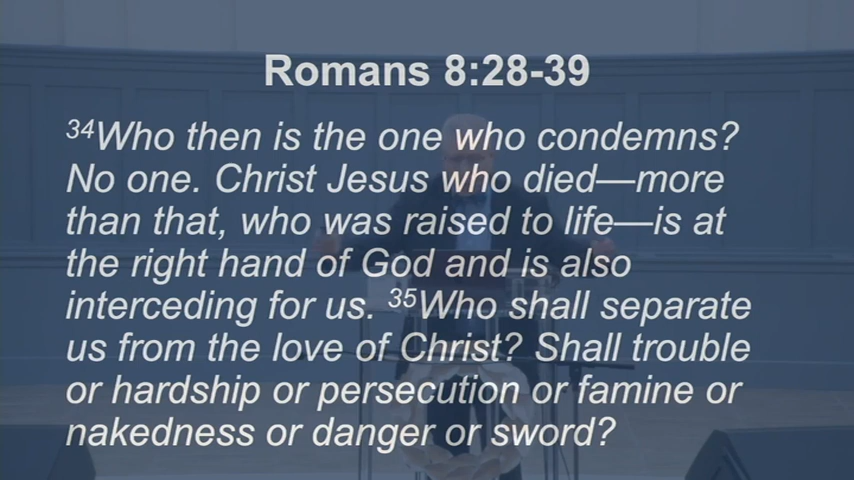 Romans 8:28-39
34Who then is the one who condemns?
No one. Christ Jesus who died—more
than that, who was raised to life—is at
the right hand of God and is also
interceding for us. 35Who shall separate
us from the love of Christ? Shall trouble
or hardship or persecution or famine or
nakedness or danger or sword?